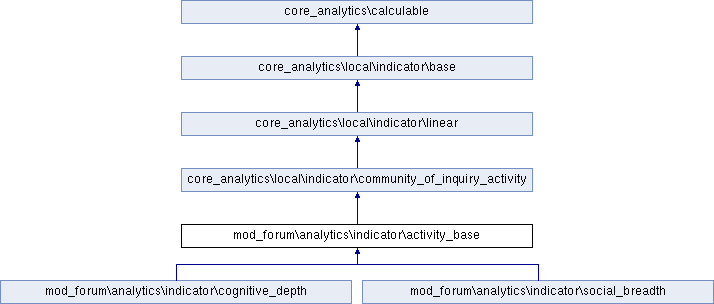 core_analytics\calculable
core_analytics\local\indicator\base
core_analytics\local\indicator\linear
core_analytics\local\indicator\community_of_inquiry_activity
mod_forum\analytics\indicator\activity_base
mod_forum\analytics\indicator\cognitive_depth
mod_forum\analytics\indicator\social_breadth